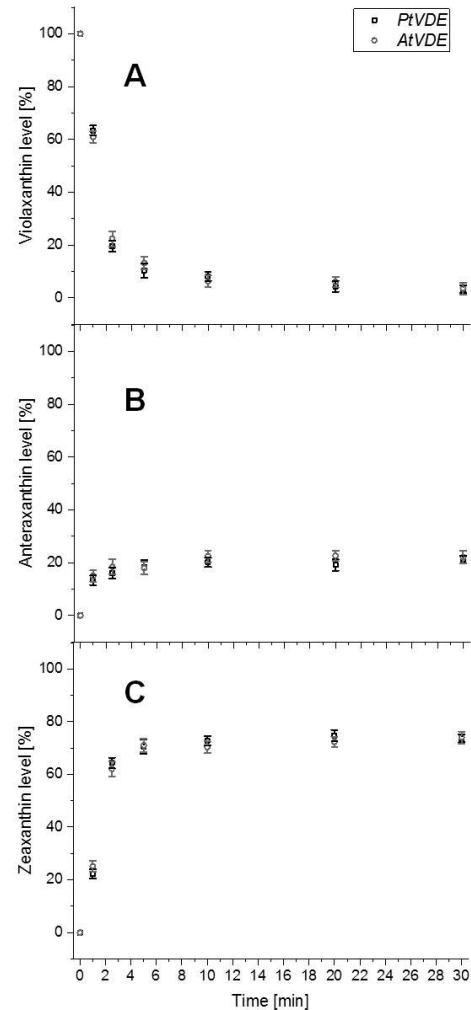 PtVDE
AtVDE
A
Violaxanthin level [%]
100
80
60
40
20
0
B
Anteraxanthin level [%]
100
80
60
40
20
0
C
Zeaxanthin level [%]
100
80
60
40
20
0
0 2 4 6 8 10 12 14 16 18 20 22 24 26 28 30
Time [min]